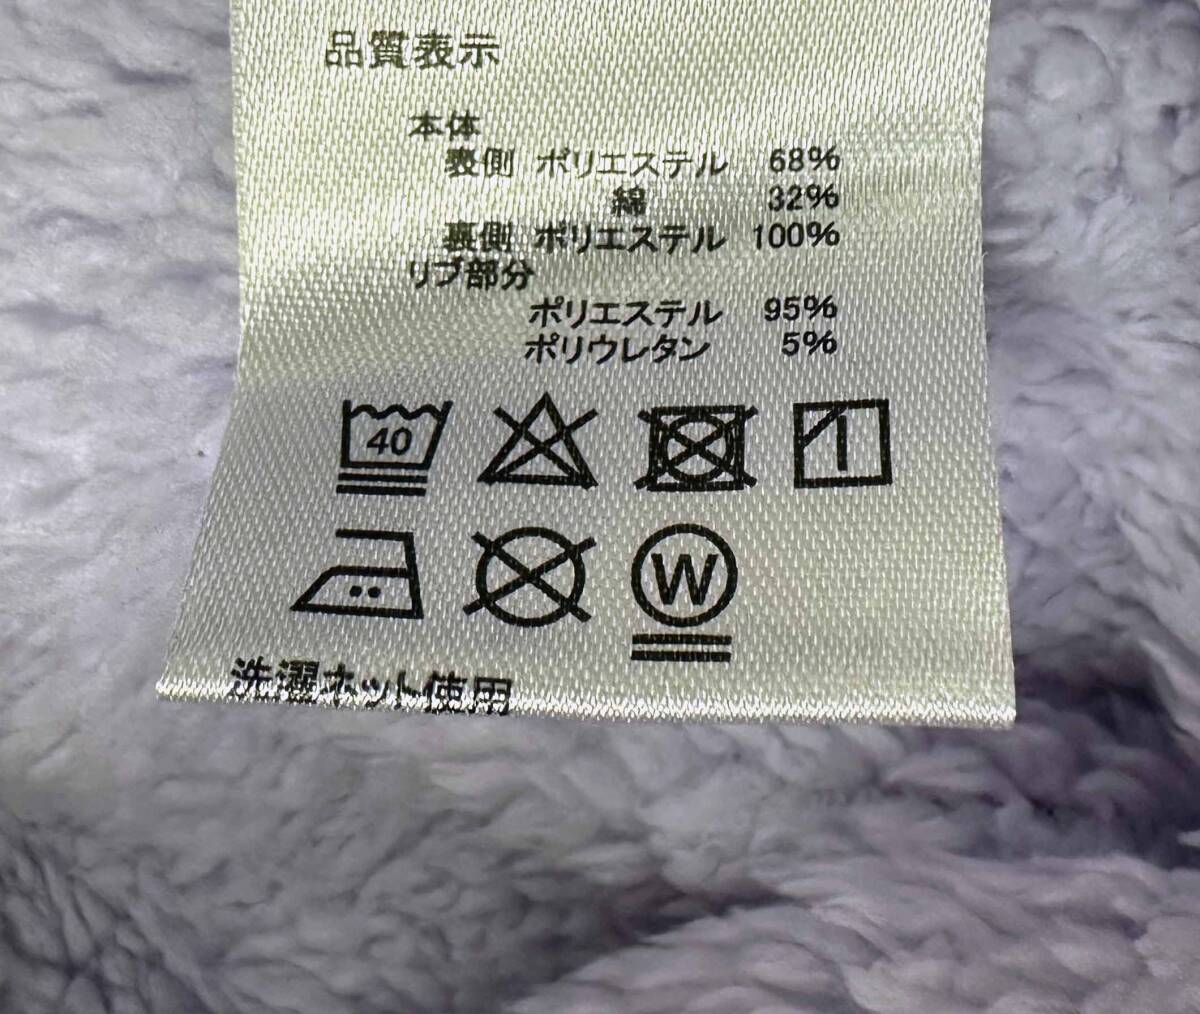 品質表示
本体
表側 ポリエステル 68%
綿 32%
裏側 ポリエステル 100%
リブ部分
ポリエステル 95%
ポリウレタン 5%
40
W
洗濯ネット使用